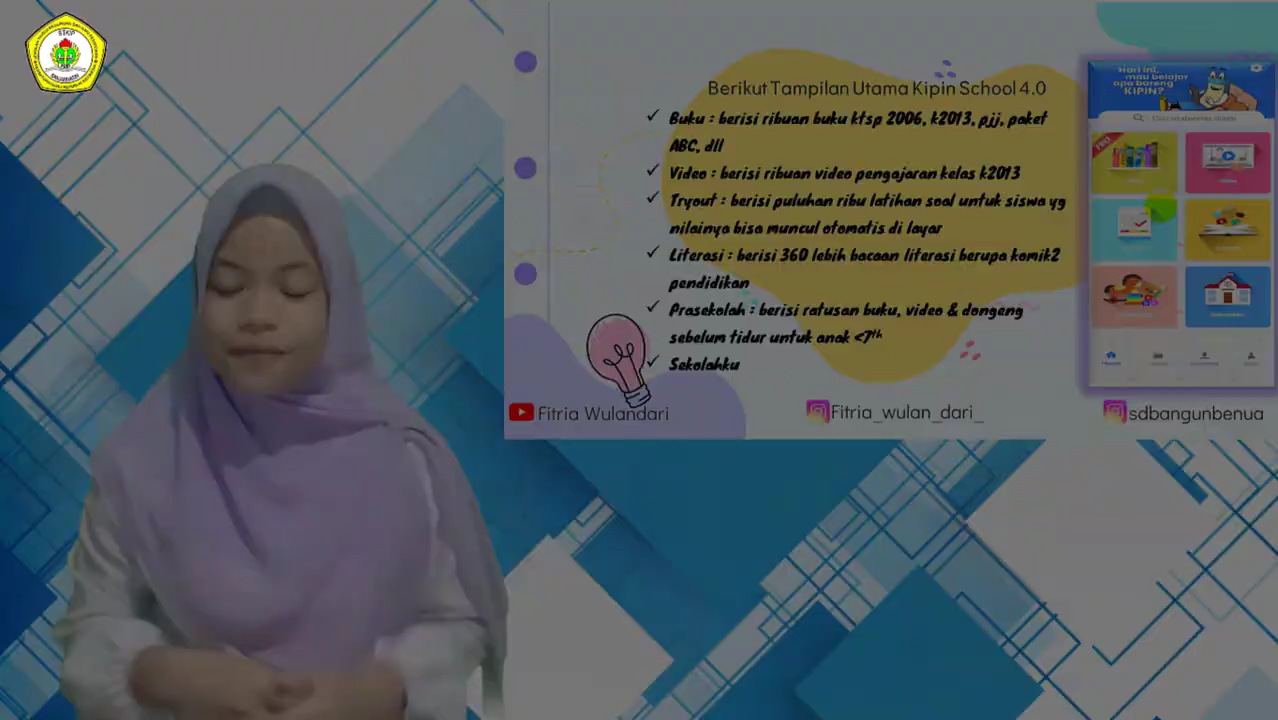 STKIP
Berikut Tampilan Utama Kipin School 4.0
✓ Buku : berisi ribuan buku ktsp 2006, k2013, pjj, paket
ABC, dll
✓ Video : berisi ribuan video pengajaran kelas k2013
✓ Tryout : berisi puluhan ribu latihan soal untuk siswa yg
nilainya bisa muncul otomatis di layar
✓ Literasi : berisi 360 lebih bacaan literasi berupa komik2
pendidikan
✓ Prasekolah : berisi ratusan buku, video & dongeng
sebelum tidur untuk anak <7th
✓ Sekolahku
Hari ini,
mau belajar
apa bareng
KIPIN?
Fitria Wulandari
Fitria_wulan_dari_
sdbangunbenua